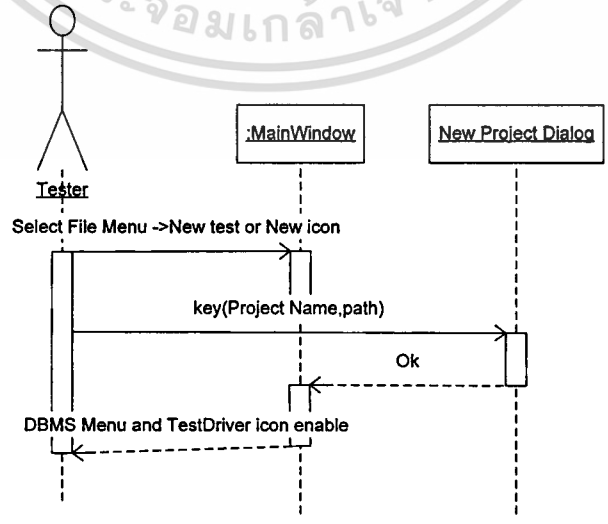 ะจอมเกล้าเจ้
:MainWindow
New Project Dialog
Tester
Select File Menu ->New test or New icon
key(Project Name,path)
Ok
DBMS Menu and TestDriver icon enable